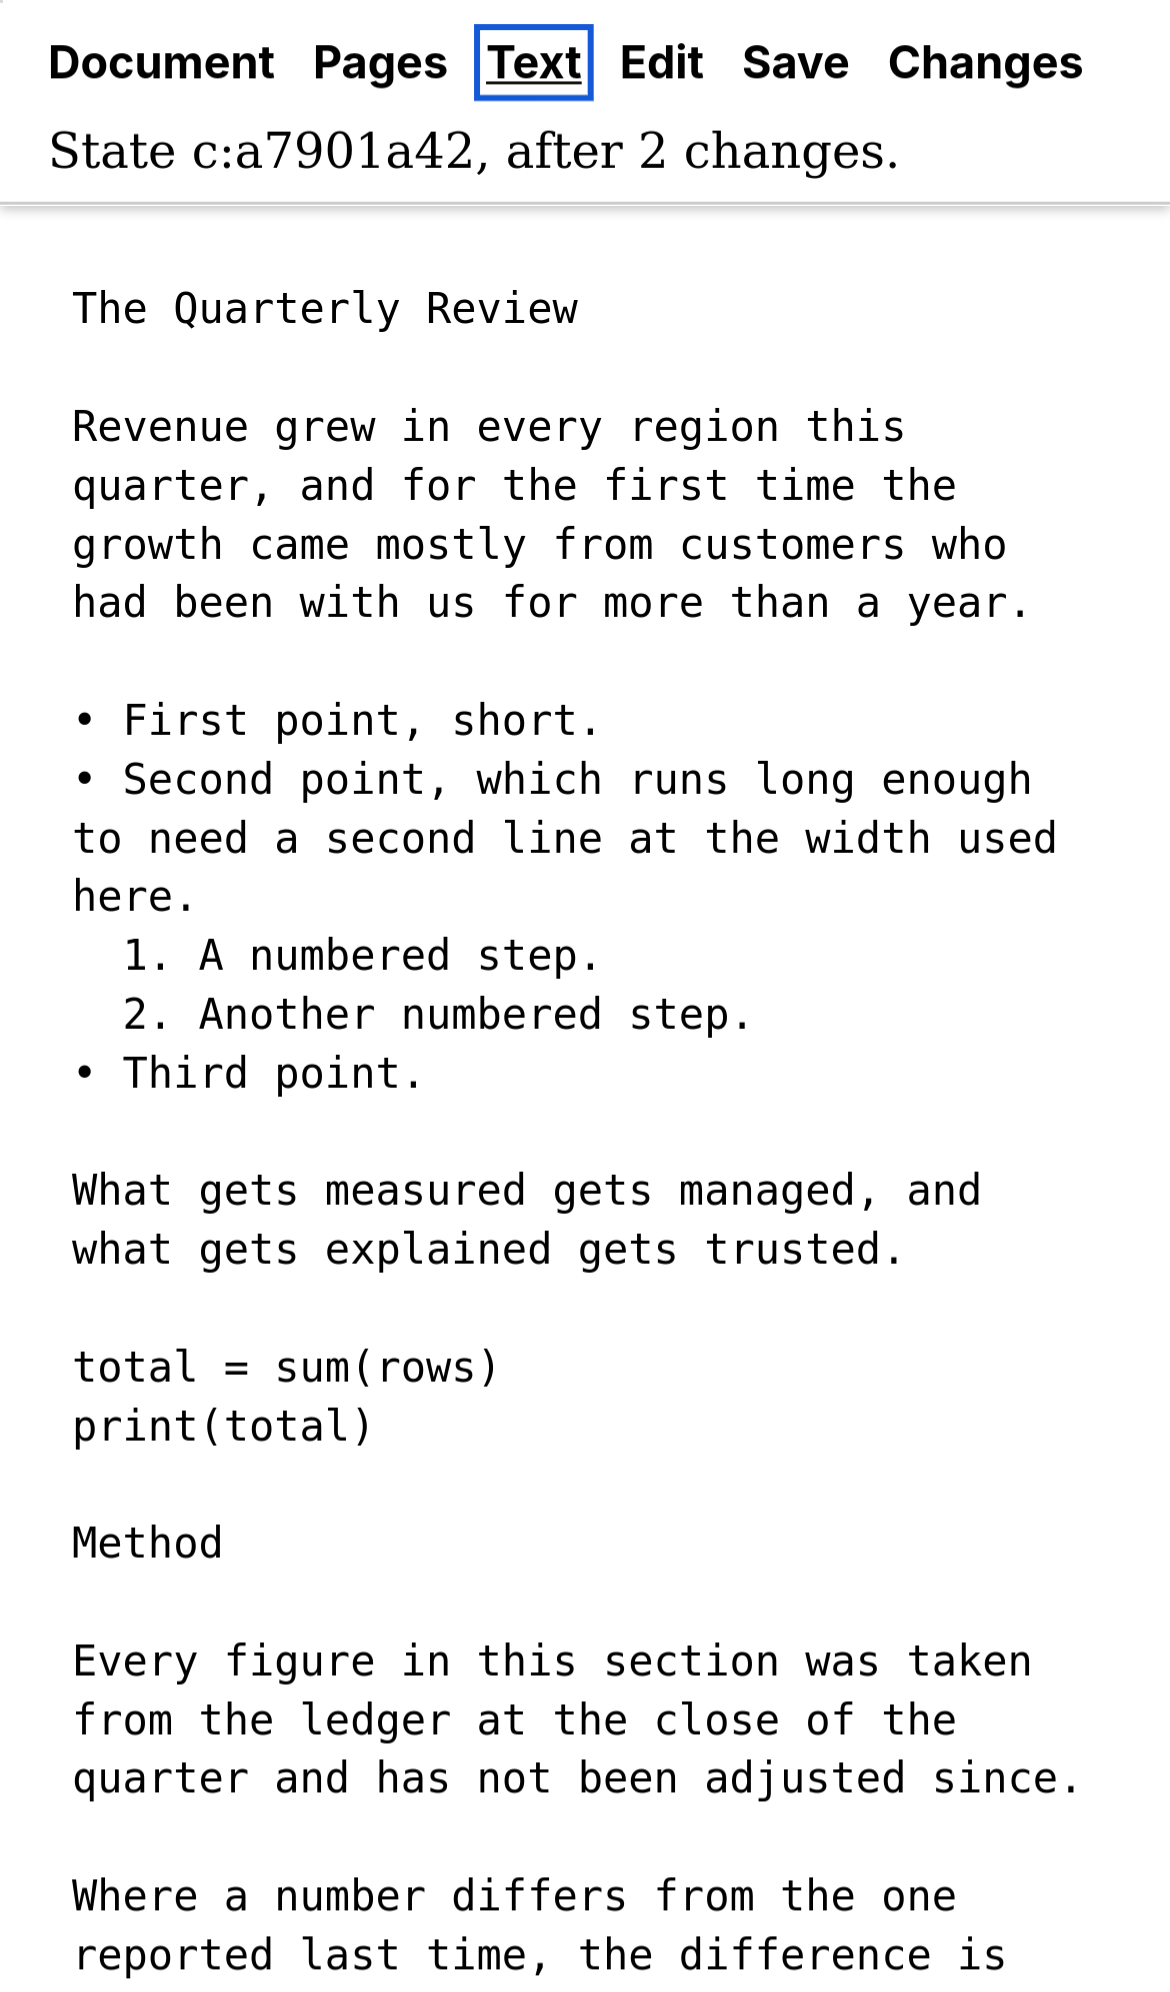 Document Pages Text Edit Save Changes
State c:a7901a42, after 2 changes.
The Quarterly Review
Revenue grew in every region this
quarter, and for the first time the
growth came mostly from customers who
had been with us for more than a year.
• First point, short.
• Second point, which runs long enough
to need a second line at the width used
here.
1. A numbered step.
2. Another numbered step.
• Third point.
What gets measured gets managed, and
what gets explained gets trusted.
total = sum(rows)
print(total)
Method
Every figure in this section was taken
from the ledger at the close of the
quarter and has not been adjusted since.
Where a number differs from the one
reported last time, the difference is